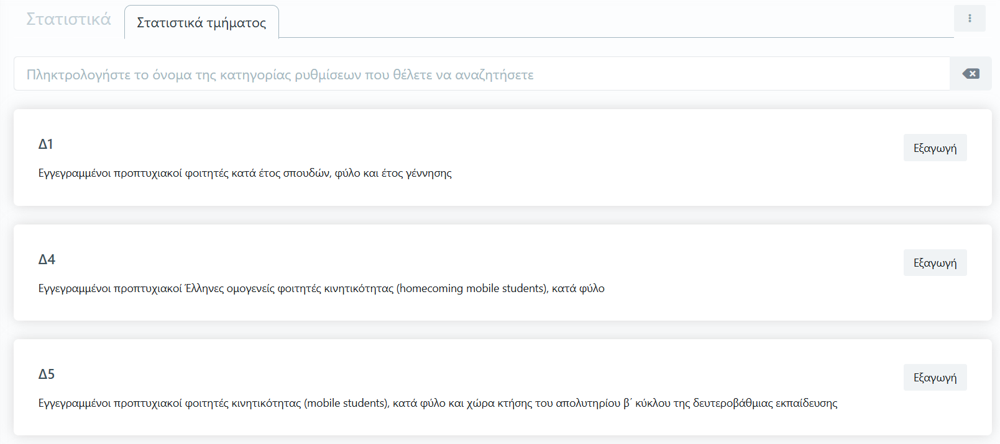 Στατιστικά
Στατιστικά τμήματος
Πληκτρολογήστε το όνομα της κατηγορίας ρυθμίσεων που θέλετε να αναζητήσετε
Δ1
Εξαγωγή
Εγγεγραμμένοι προπτυχιακοί φοιτητές κατά έτος σπουδών, φύλο και έτος γέννησης
Δ4
Εξαγωγή
Εγγεγραμμένοι προπτυχιακοί Έλληνες ομογενείς φοιτητές κινητικότητας (homecoming mobile students), κατά φύλο
Δ5
Εξαγωγή
Εγγεγραμμένοι προπτυχιακοί φοιτητές κινητικότητας (mobile students), κατά φύλο και χώρα κτήσης του απολυτηρίου β΄ κύκλου της δευτεροβάθμιας εκπαίδευσης